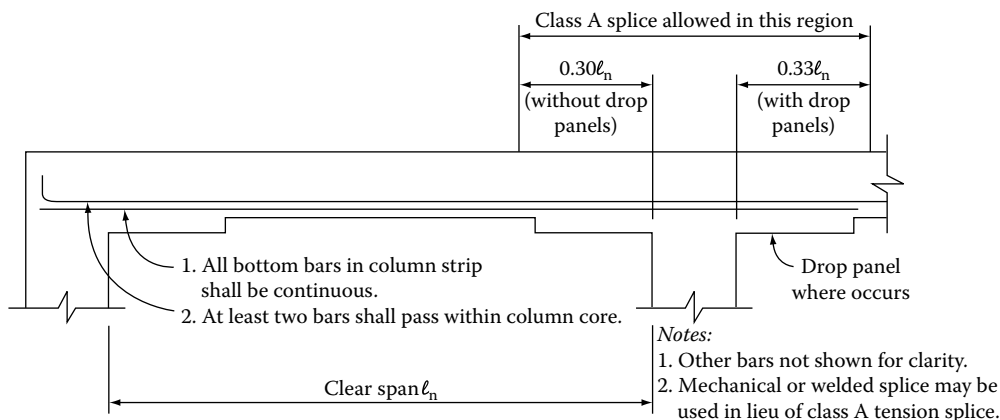 Class A splice allowed in this region
0.30ℓn
(without drop
panels)
0.33ℓn
(with drop
panels)
1. All bottom bars in column strip
shall be continuous.
2. At least two bars shall pass within column core.
Drop panel
where occurs
Clear span ℓn
Notes:
1. Other bars not shown for clarity.
2. Mechanical or welded splice may be
used in lieu of class A tension splice.